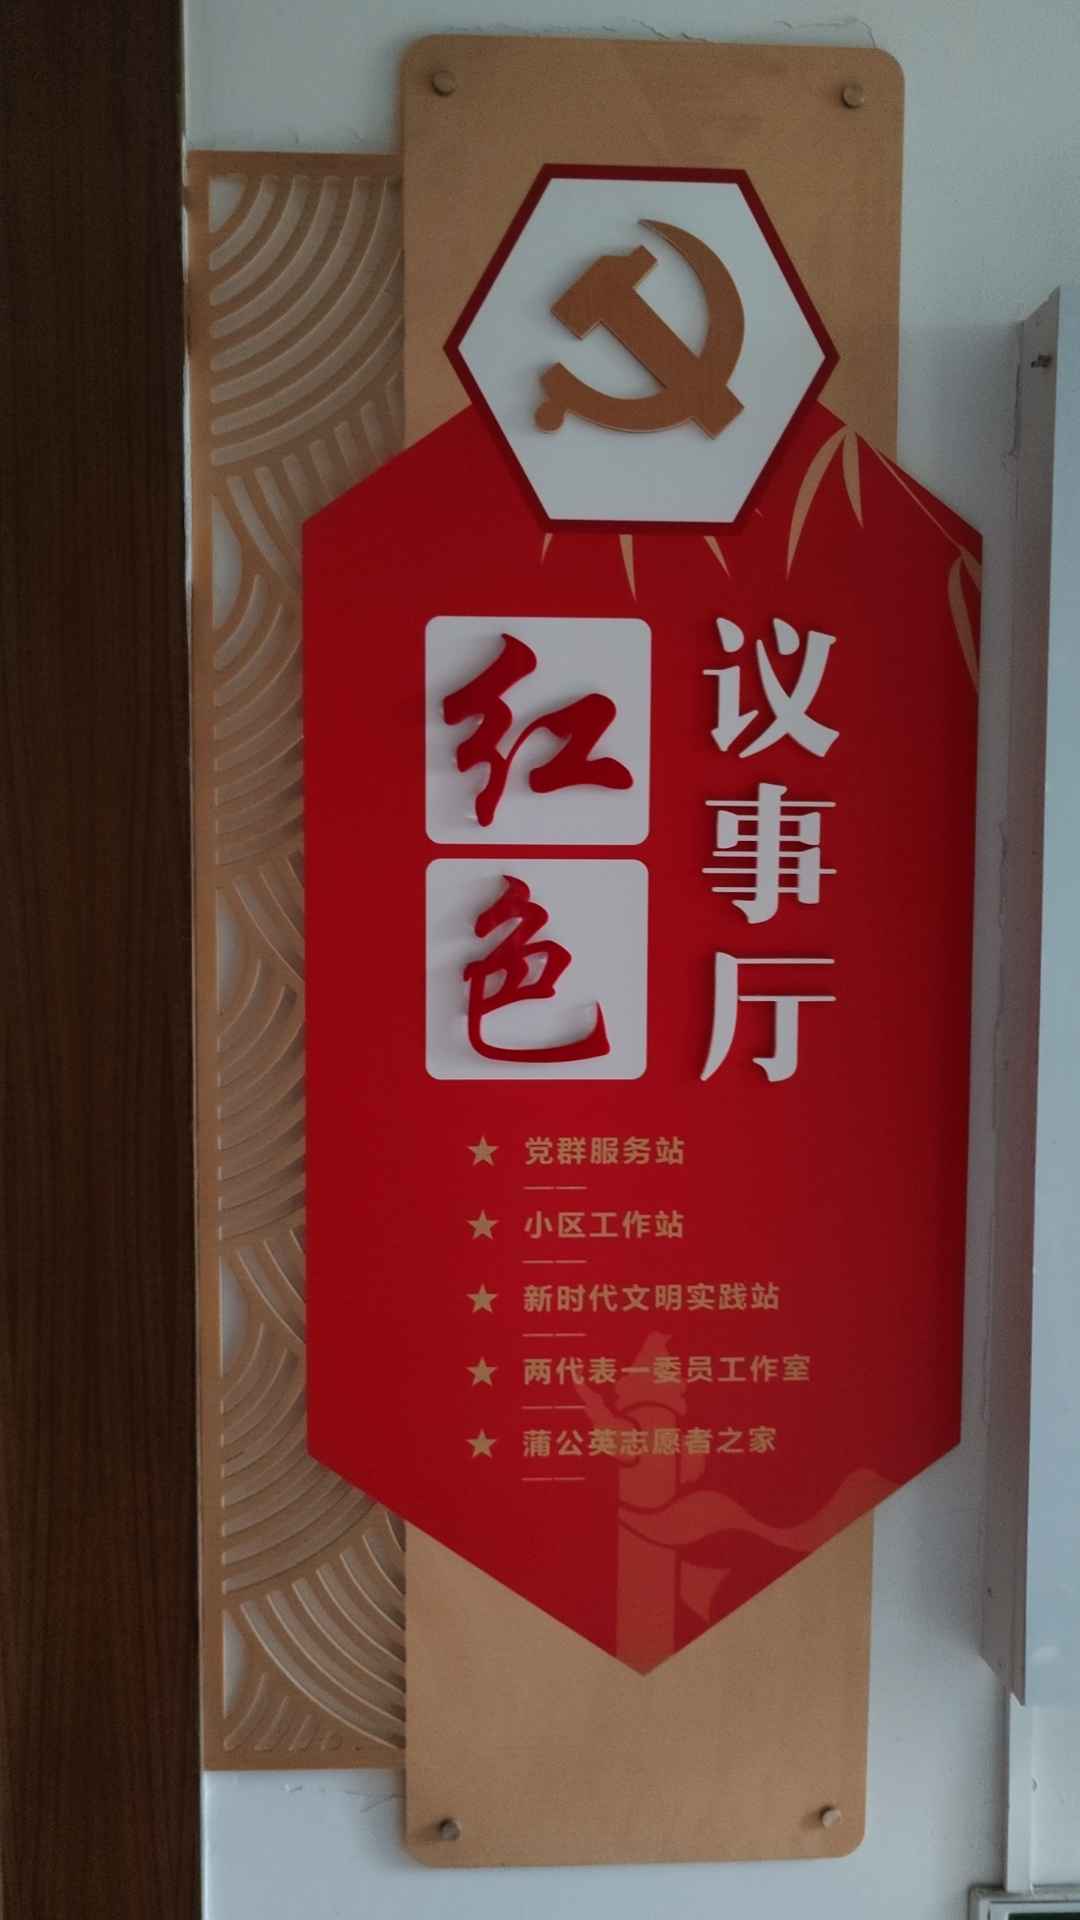 红色
议事厅
党群服务站
小区工作站
新时代文明实践站
两代表一委员工作室
蒲公英志愿者之家